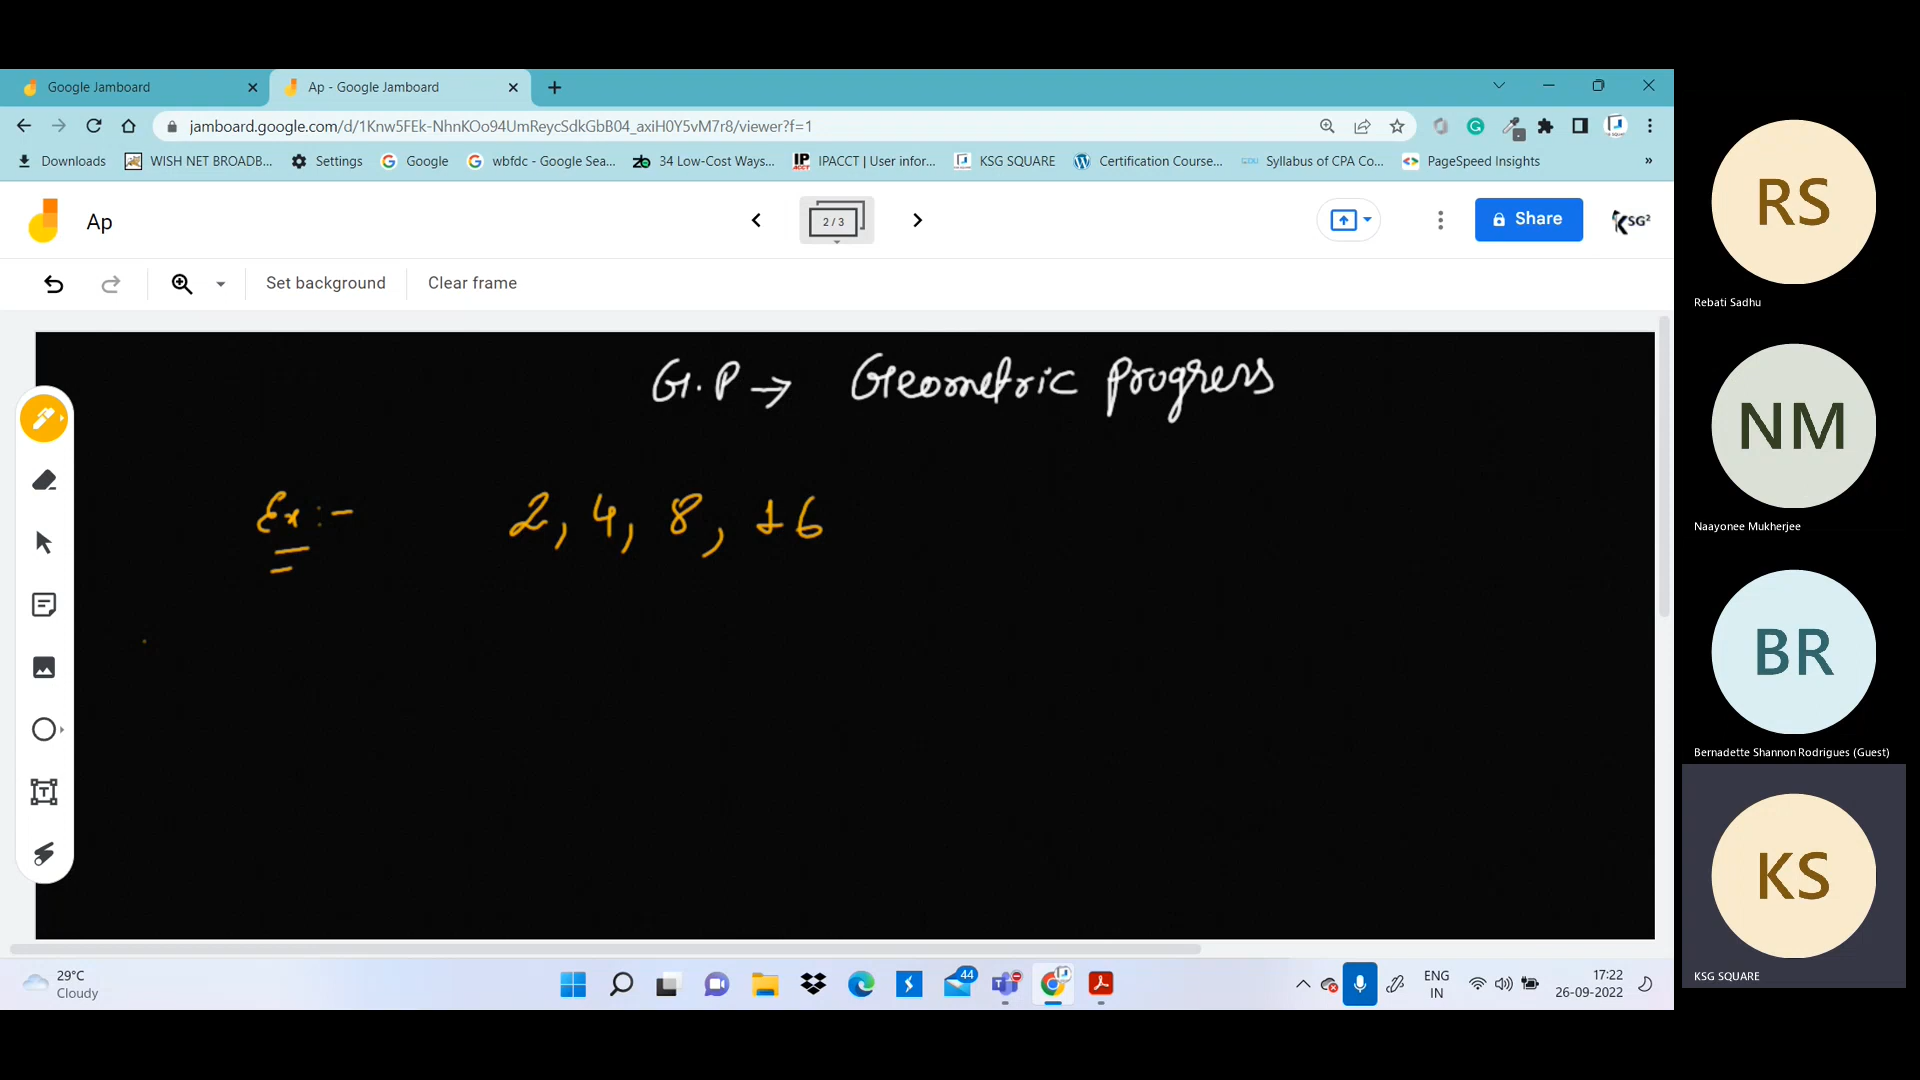 Google Jamboard
Ap - Google Jamboard
jamboard.google.com/d/1Knw5FEk-NhnKOo94UmReycSdkGbB04_axiH0Y5vM7r8/viewer?f=1
Downloads WISH NET BROADB... Settings Google wbfdc - Google Sea... 34 Low-Cost Ways... IPACCT | User infor... KSG SQUARE Certification Course... Syllabus of CPA Co... PageSpeed Insights »
Ap 2 / 3 Share KSG²
Set background Clear frame
G.P → Geometric Progress
Ex :- 2, 4, 8, 16
RS
Rebati Sadhu
NM
Naayonee Mukherjee
BR
Bernadette Shannon Rodrigues (Guest)
KS
KSG SQUARE
29°C
Cloudy
44
ENG
IN
17:22
26-09-2022